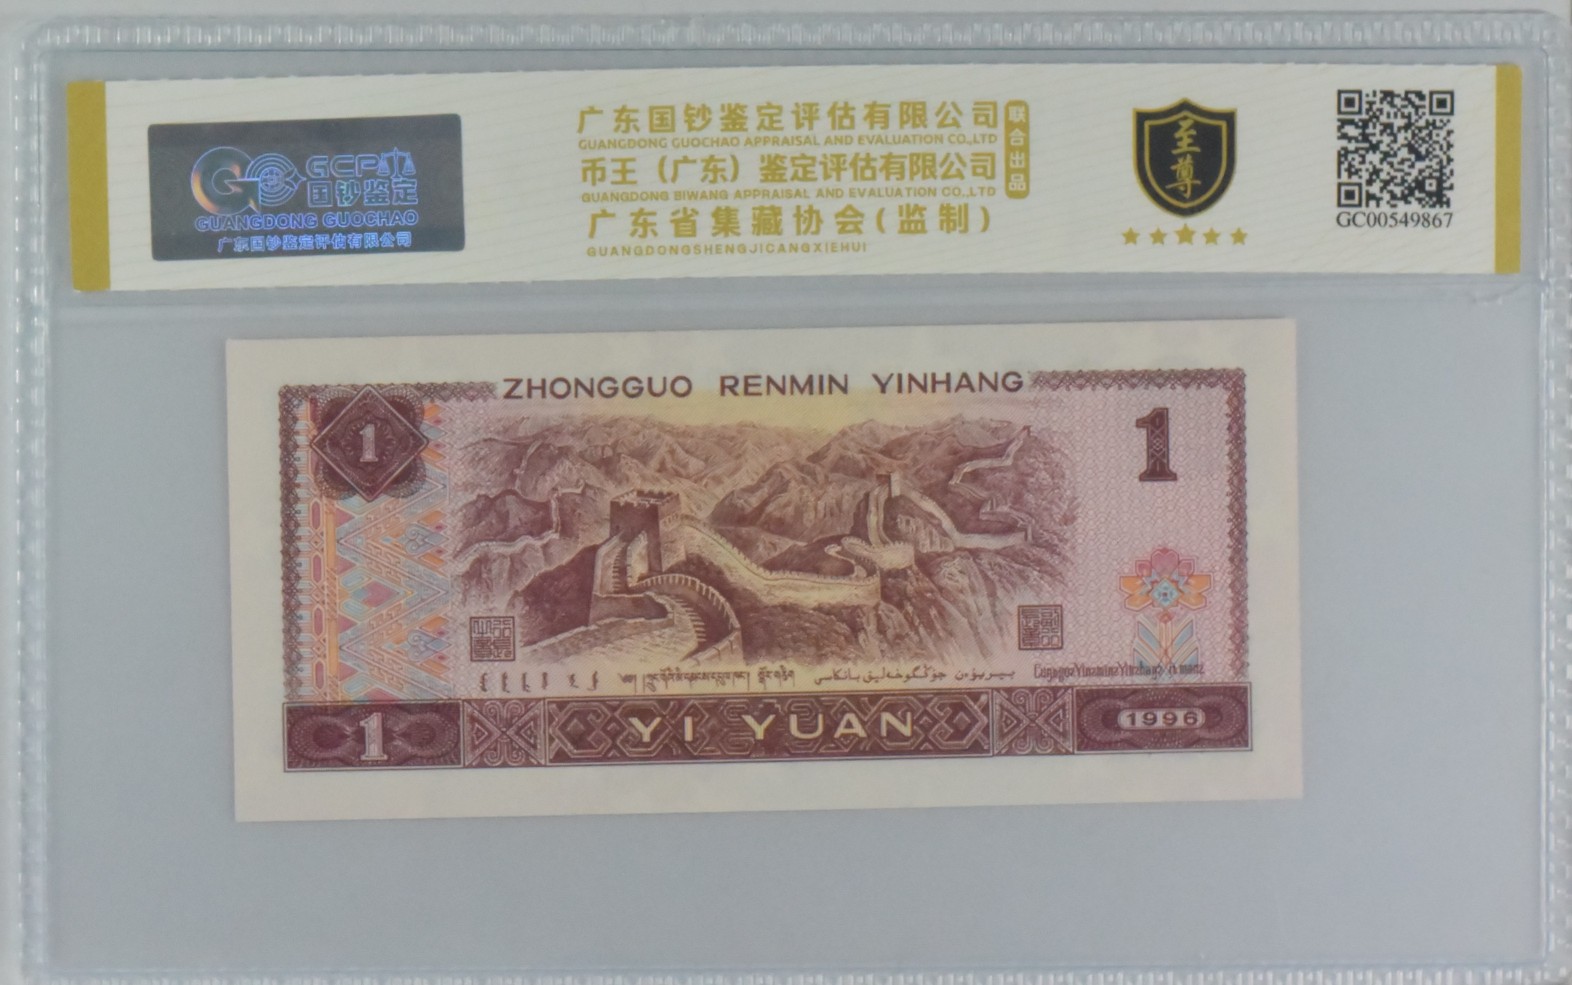 GCP
国钞鉴定
GUANGDONG GUOCHAO
广东国钞鉴定评估有限公司
广东国钞鉴定评估有限公司
GUANGDONG GUOCHAO APPRAISAL AND EVALUATION CO.,LTD
币王（广东）鉴定评估有限公司
GUANGDONG BIWANG APPRAISAL AND EVALUATION CO.,LTD
广东省集藏协会(监制)
GUANGDONGSHENGJICANGXIEHUI
联合出品
至尊
GC00549867
ZHONGGUO RENMIN YINHANG
1
1
1
YI YUAN
1996